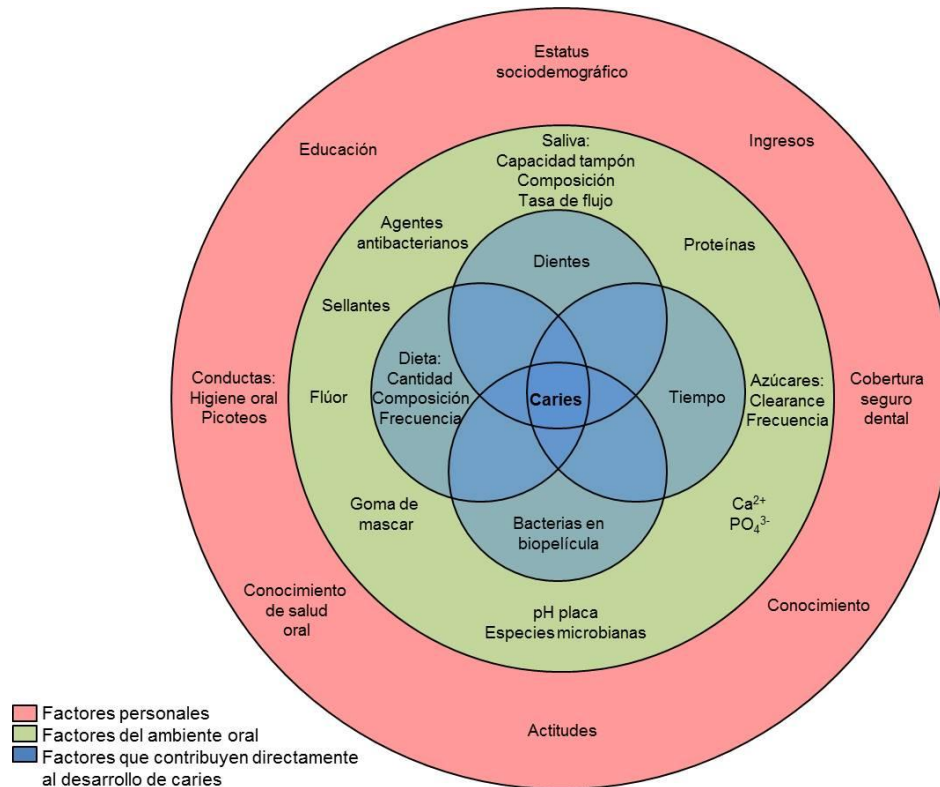 Estatus
sociodemográfico
Educación
Ingresos
Saliva:
Capacidad tampón
Composición
Tasa de flujo
Agentes
antibacterianos
Proteínas
Dientes
Sellantes
Conductas:
Higiene oral
Picoteos
Flúor
Dieta:
Cantidad
Composición
Frecuencia
Caries
Tiempo
Azúcares:
Clearance
Frecuencia
Cobertura
seguro
dental
Goma de
mascar
Bacterias en
biopelícula
Ca²⁺
PO₄³⁻
Conocimiento
de salud
oral
pH placa
Especies microbianas
Conocimiento
Actitudes
Factores personales
Factores del ambiente oral
Factores que contribuyen directamente
al desarrollo de caries